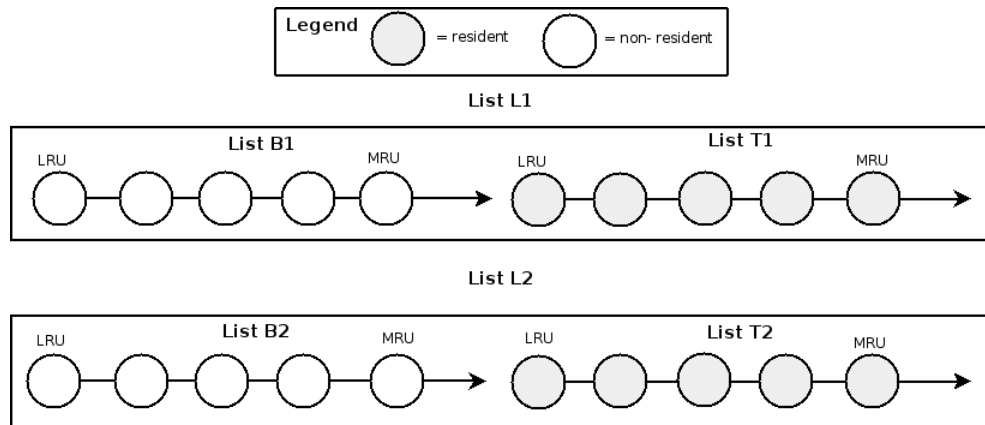 Legend
= resident
= non- resident
List L1
List B1
List T1
LRU
MRU
LRU
MRU
List L2
List B2
List T2
LRU
MRU
LRU
MRU